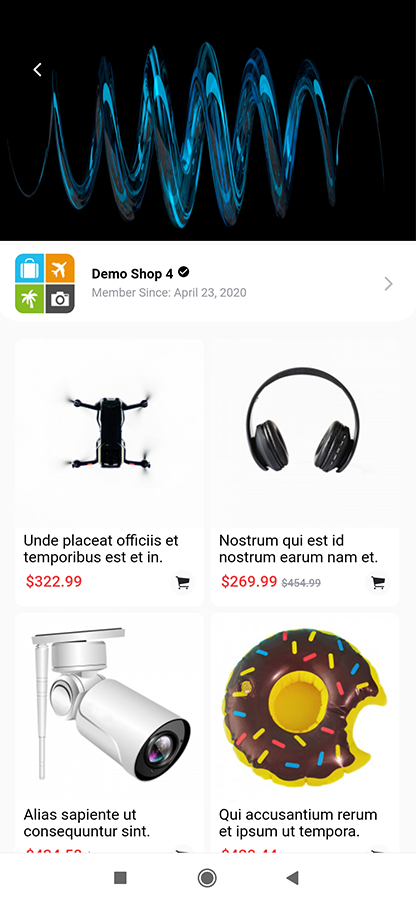 Demo Shop 4
Member Since: April 23, 2020
Unde placeat officiis et
temporibus est et in.
$322.99
Nostrum qui est id
nostrum earum nam et.
$269.99 $454.99
Alias sapiente ut
consequuntur sint.
Qui accusantium rerum
et ipsum ut tempora.